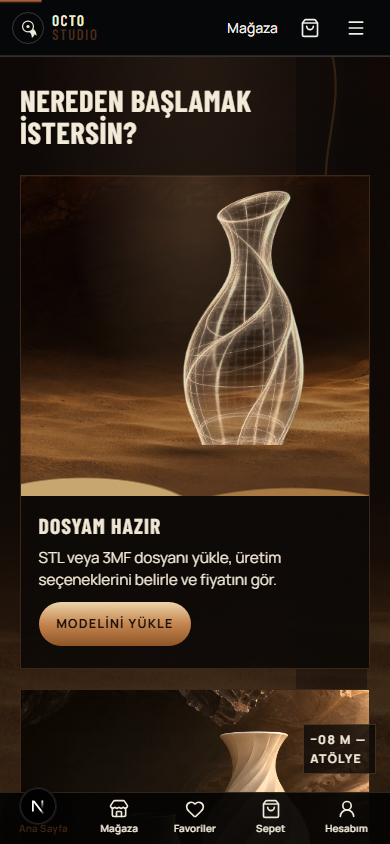 OCTO
STUDIO
Mağaza
NEREDEN BAŞLAMAK
İSTERSİN?
DOSYAM HAZIR
STL veya 3MF dosyanı yükle, üretim
seçeneklerini belirle ve fiyatını gör.
MODELİNİ YÜKLE
−08 M —
ATÖLYE
N
Ana Sayfa
Mağaza
Favoriler
Sepet
Hesabım